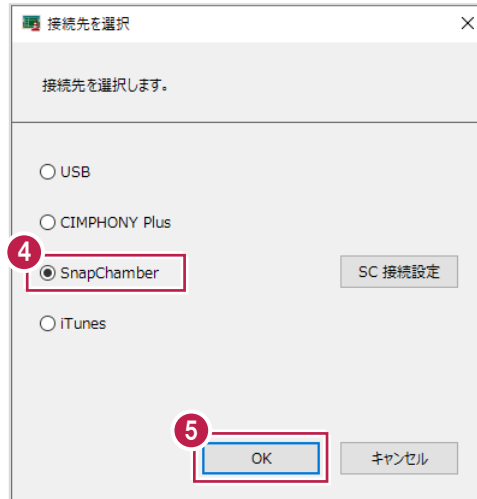 接続先を選択
接続先を選択します。
USB
CIMPHONY Plus
4
SnapChamber
SC 接続設定
iTunes
5
OK
キャンセル